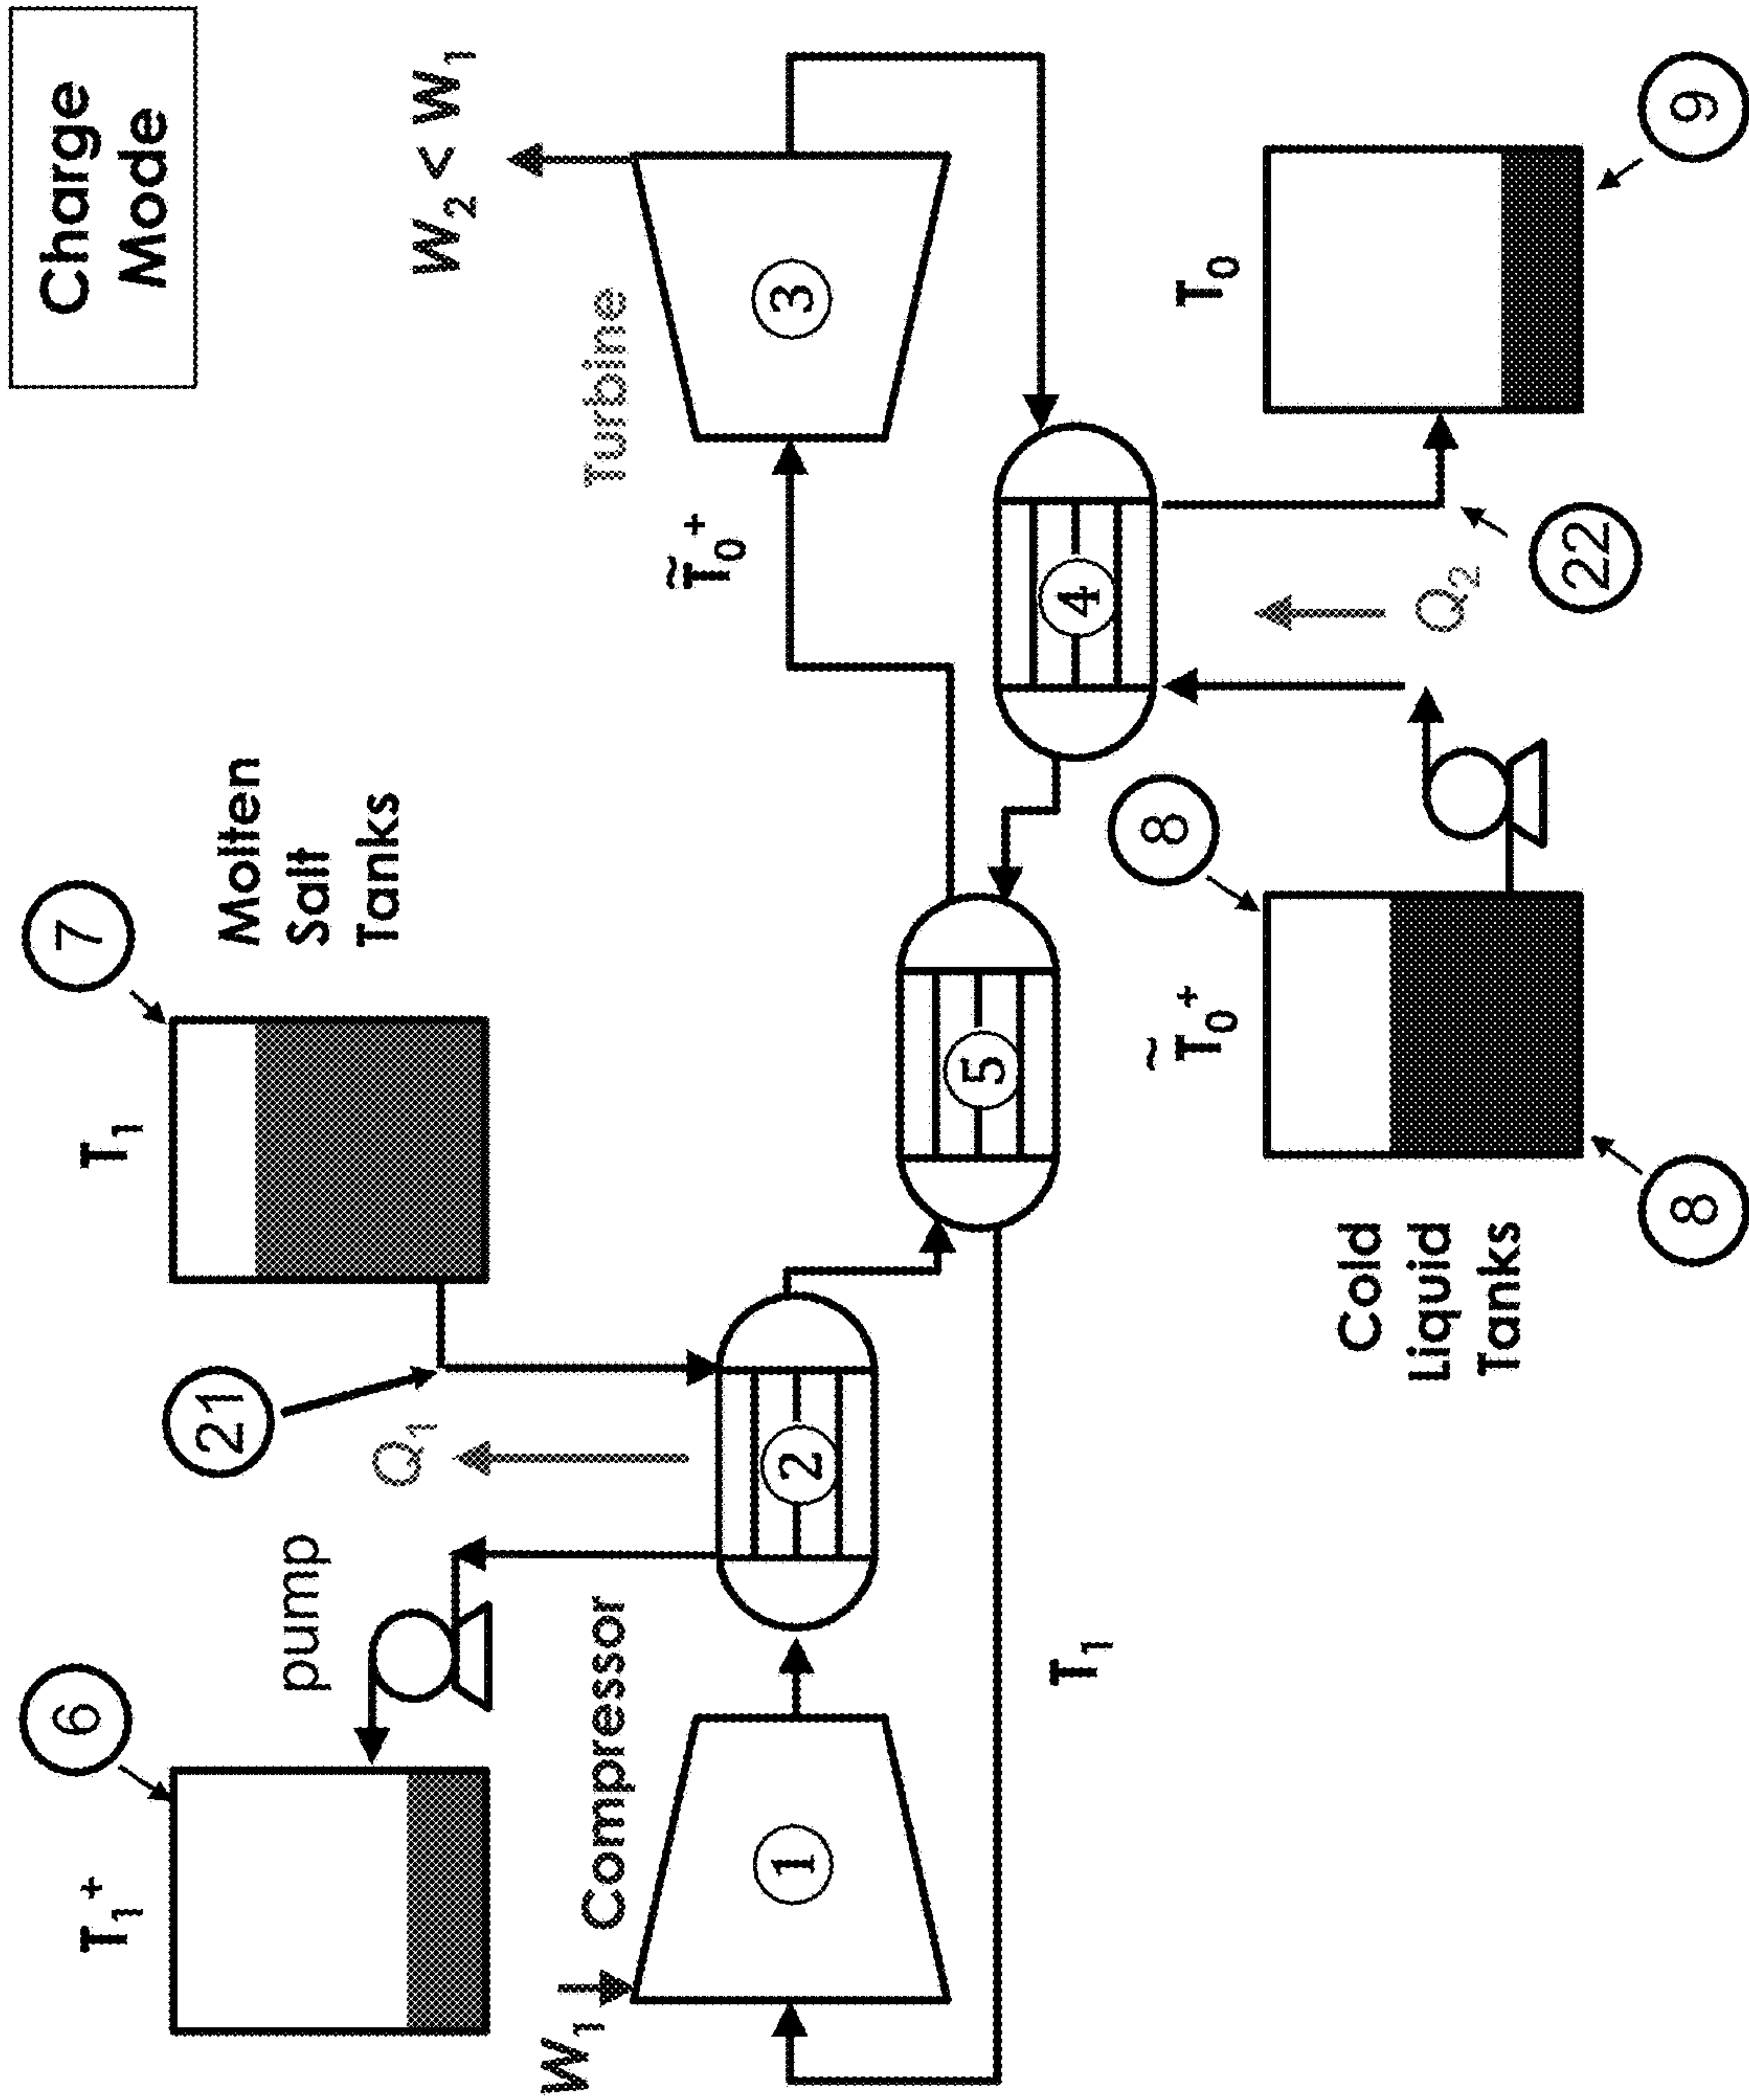 Charge
Mode
6
T₁⁺
pump
Q₁
21
T₁
7
Molten
Salt
Tanks
W₁
Compressor
1
2
5
T₁
T̃₀⁺
Turbine
3
W₂ < W₁
4
Cold
Liquid
Tanks
T̃₀⁺
8
8
Q₂
22
T₀
9